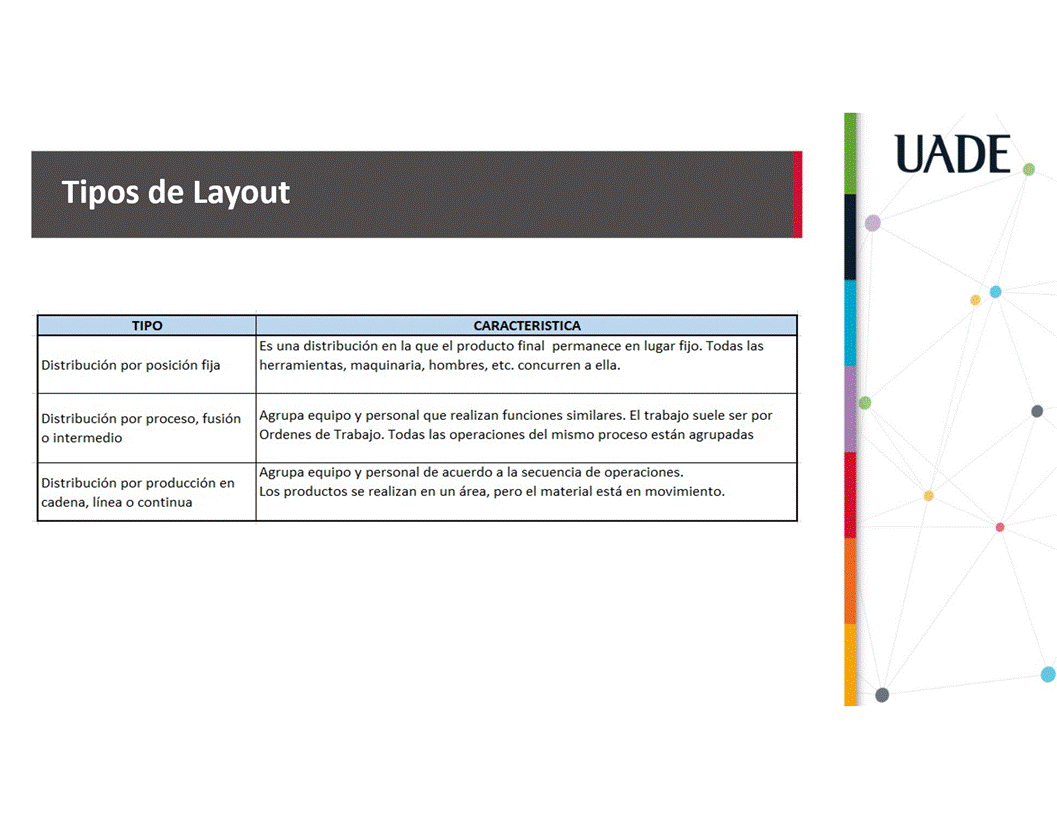 UADE
Tipos de Layout
TIPO
CARACTERISTICA
Distribución por posición fija
Es una distribución en la que el producto final  permanece en lugar fijo. Todas las
herramientas, maquinaria, hombres, etc. concurren a ella.
Distribución por proceso, fusión
o intermedio
Agrupa equipo y personal que realizan funciones similares. El trabajo suele ser por
Ordenes de Trabajo. Todas las operaciones del mismo proceso están agrupadas
Distribución por producción en
cadena, línea o continua
Agrupa equipo y personal de acuerdo a la secuencia de operaciones.
Los productos se realizan en un área, pero el material está en movimiento.